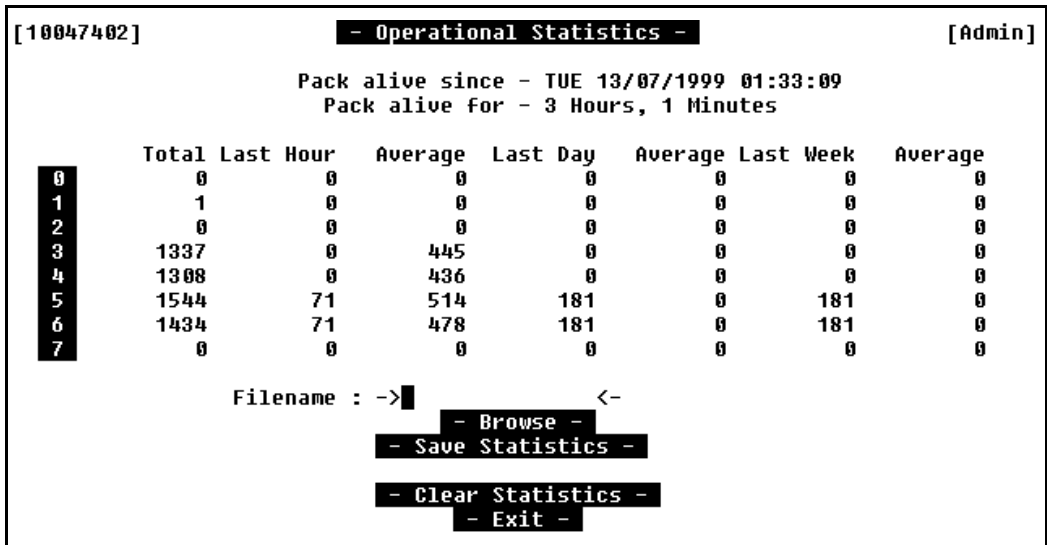 [10047402] - Operational Statistics - [Admin]
Pack alive since - TUE 13/07/1999 01:33:09
Pack alive for - 3 Hours, 1 Minutes
Total Last Hour Average Last Day Average Last Week Average
0 0 0 0 0 0 0 0
1 1 0 0 0 0 0 0
2 0 0 0 0 0 0 0
3 1337 0 445 0 0 0 0
4 1308 0 436 0 0 0 0
5 1544 71 514 181 0 181 0
6 1434 71 478 181 0 181 0
7 0 0 0 0 0 0 0
Filename : -> <-
- Browse -
- Save Statistics -
- Clear Statistics -
- Exit -